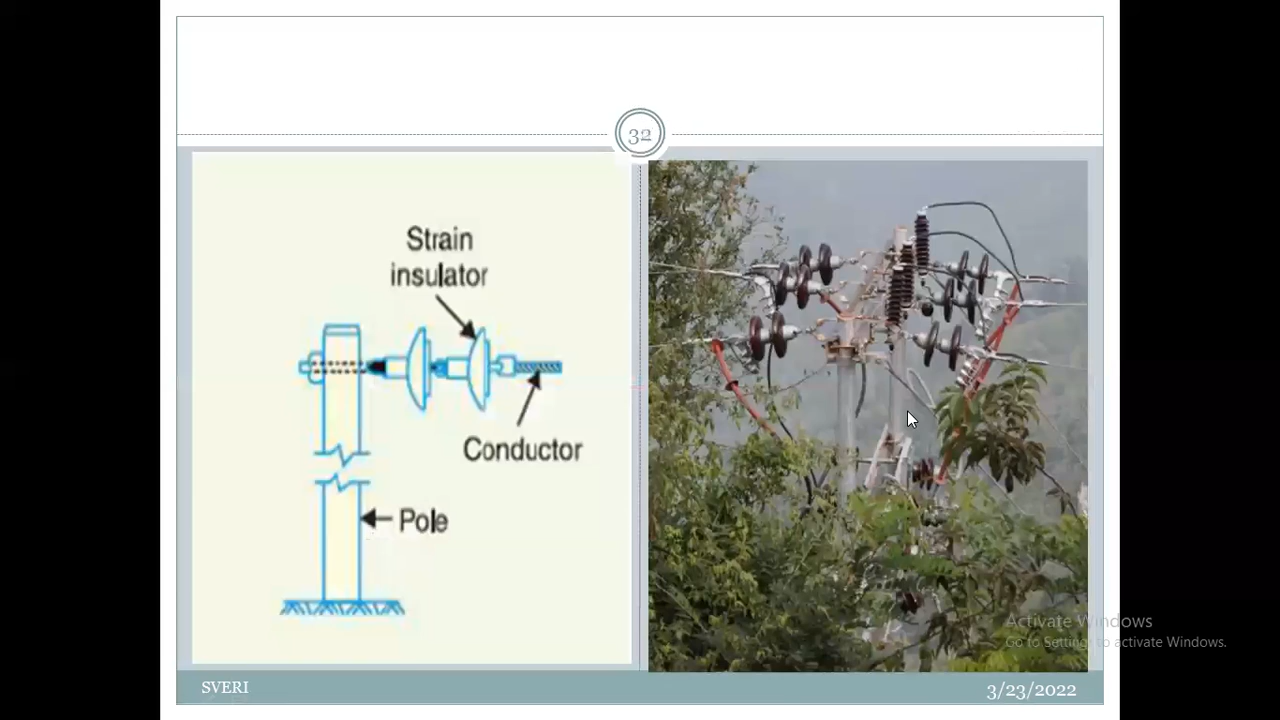 32
Strain
insulator
Conductor
Pole
Activate Windows
Go to Settings to activate Windows.
SVERI
3/23/2022